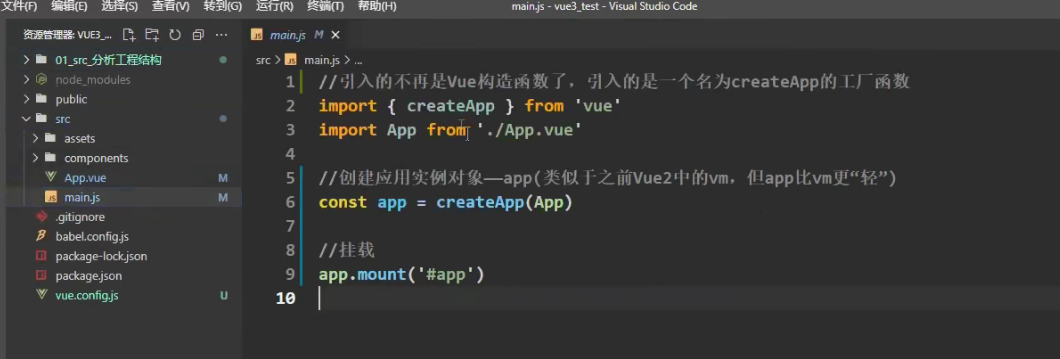 文件(F) 编辑(E) 选择(S) 查看(V) 转到(G) 运行(R) 终端(T) 帮助(H) main.js - vue3_test - Visual Studio Code
资源管理器: VUE3_...
01_src_分析工程结构
node_modules
public
src
assets
components
App.vue M
main.js M
.gitignore
babel.config.js
package-lock.json
package.json
vue.config.js U
JS main.js
src > JS main.js > ...
1 //引入的不再是Vue构造函数了，引入的是一个名为createApp的工厂函数
2 import { createApp } from 'vue'
3 import App from './App.vue'
4
5 //创建应用实例对象——app(类似于之前Vue2中的vm，但app比vm更“轻”)
6 const app = createApp(App)
7
8 //挂载
9 app.mount('#app')
10